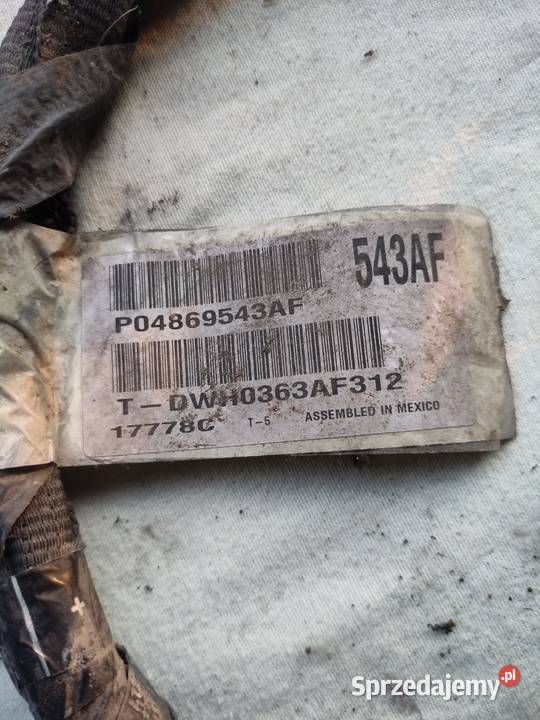 543AF
P04869543AF
T-DWH0363AF312
17778C T-5 ASSEMBLED IN MEXICO
Sprzedajemy.pl